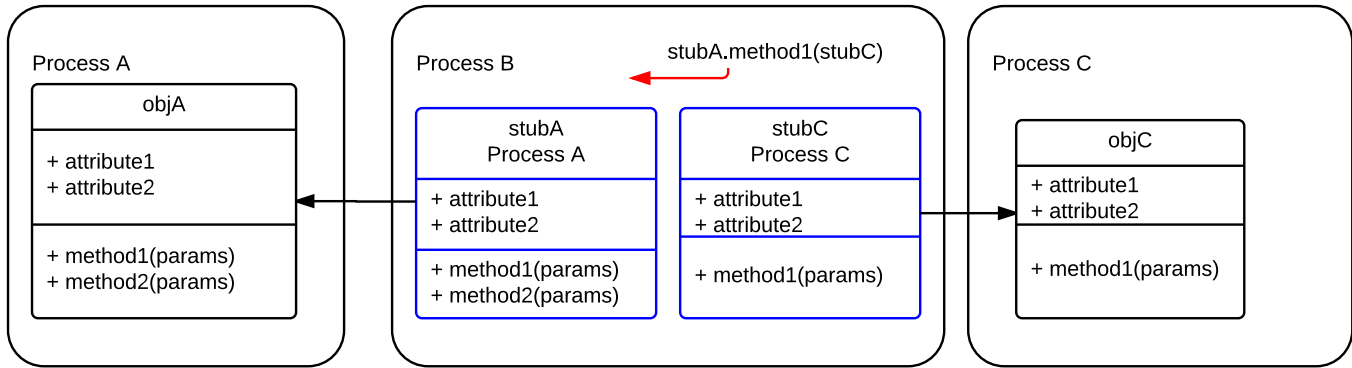 Process A
objA
+ attribute1
+ attribute2
+ method1(params)
+ method2(params)
Process B
stubA.method1(stubC)
stubA
Process A
+ attribute1
+ attribute2
+ method1(params)
+ method2(params)
stubC
Process C
+ attribute1
+ attribute2
+ method1(params)
Process C
objC
+ attribute1
+ attribute2
+ method1(params)